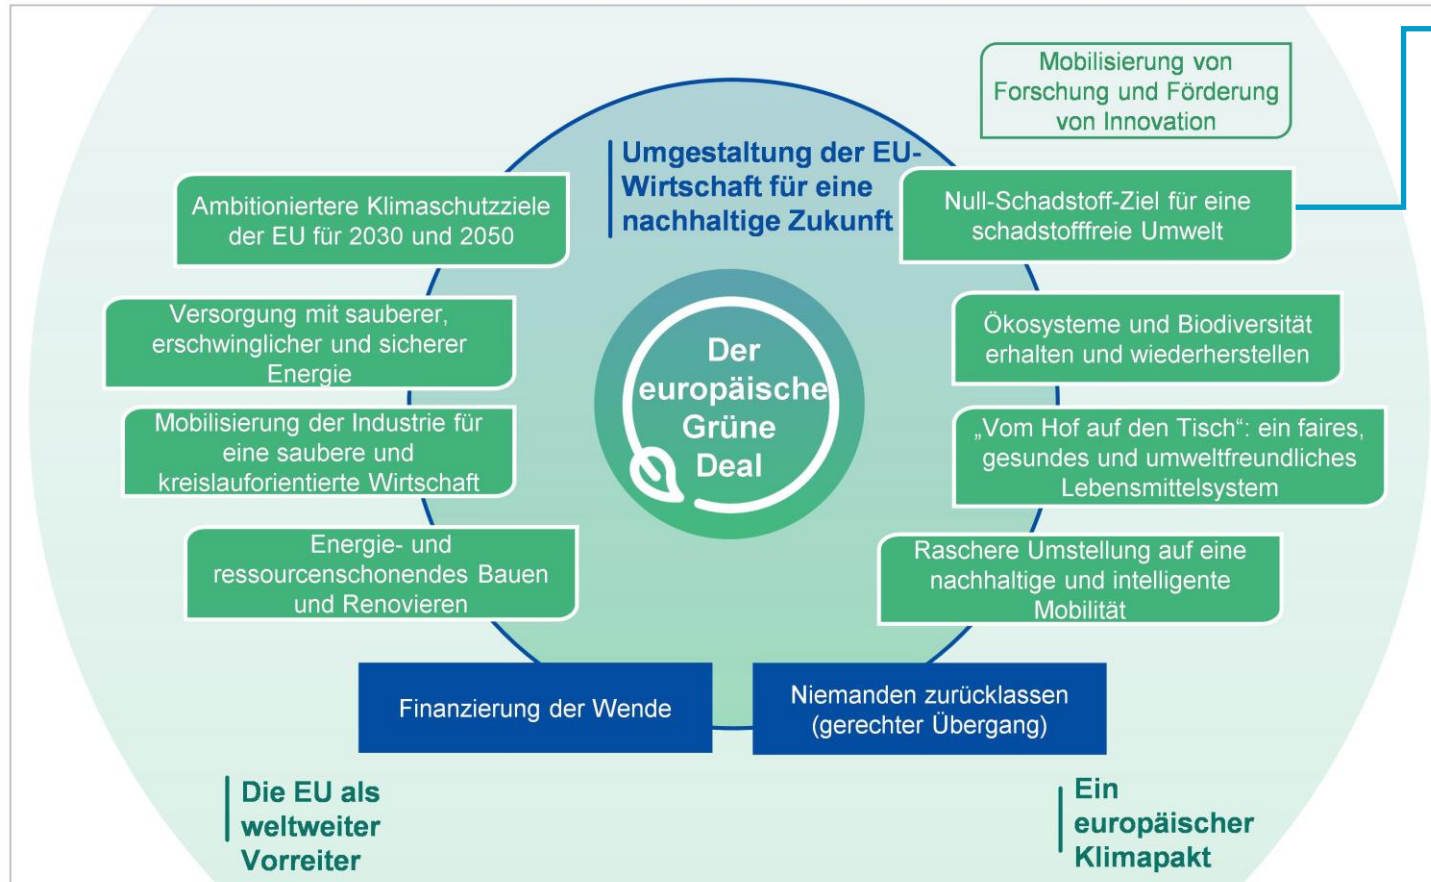 Mobilisierung von
Forschung und Förderung
von Innovation
Umgestaltung der EU-
Wirtschaft für eine
nachhaltige Zukunft
Ambitioniertere Klimaschutzziele
der EU für 2030 und 2050
Null-Schadstoff-Ziel für eine
schadstofffreie Umwelt
Versorgung mit sauberer,
erschwinglicher und sicherer
Energie
Ökosysteme und Biodiversität
erhalten und wiederherstellen
Der
europäische
Grüne
Deal
Mobilisierung der Industrie für
eine saubere und
kreislauforientierte Wirtschaft
„Vom Hof auf den Tisch“: ein faires,
gesundes und umweltfreundliches
Lebensmittelsystem
Energie- und
ressourcenschonendes Bauen
und Renovieren
Raschere Umstellung auf eine
nachhaltige und intelligente
Mobilität
Finanzierung der Wende
Niemanden zurücklassen
(gerechter Übergang)
Die EU als
weltweiter
Vorreiter
Ein
europäischer
Klimapakt